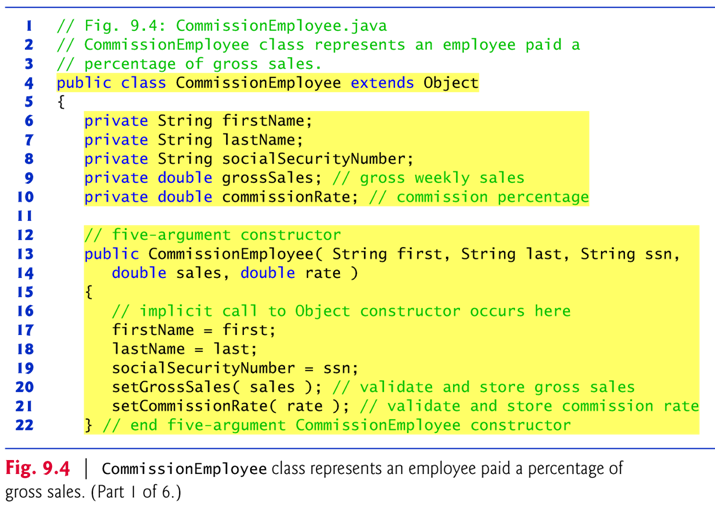 1 // Fig. 9.4: CommissionEmployee.java
2 // CommissionEmployee class represents an employee paid a
3 // percentage of gross sales.
4 public class CommissionEmployee extends Object
5 {
6 private String firstName;
7 private String lastName;
8 private String socialSecurityNumber;
9 private double grossSales; // gross weekly sales
10 private double commissionRate; // commission percentage
11
12 // five-argument constructor
13 public CommissionEmployee( String first, String last, String ssn,
14 double sales, double rate )
15 {
16 // implicit call to Object constructor occurs here
17 firstName = first;
18 lastName = last;
19 socialSecurityNumber = ssn;
20 setGrossSales( sales ); // validate and store gross sales
21 setCommissionRate( rate ); // validate and store commission rate
22 } // end five-argument CommissionEmployee constructor
Fig. 9.4 | CommissionEmployee class represents an employee paid a percentage of
gross sales. (Part 1 of 6.)